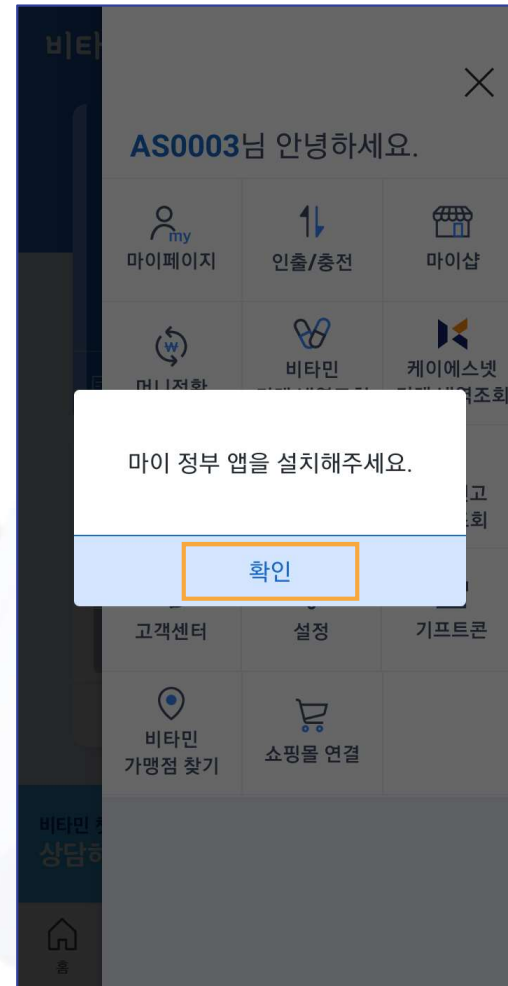 비타
AS0003님 안녕하세요.
my
마이페이지
인출/충전
마이샵
머니전환
비타민
케이에스넷
마이 정부 앱을 설치해주세요.
확인
고객센터
설정
기프트콘
비타민
가맹점 찾기
쇼핑몰 연결
비타민
상담하
홈